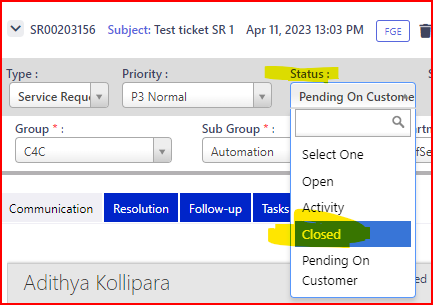 SR00203156 Subject: Test ticket SR 1 Apr 11, 2023 13:03 PM FGE
Type : Priority : Status :
Service Requ P3 Normal Pending On Custome
Group * : Sub Group * :
C4C Automation
Select One
Open
Activity
Closed
Pending On
Customer
Communication Resolution Follow-up Tasks
Adithya Kollipara